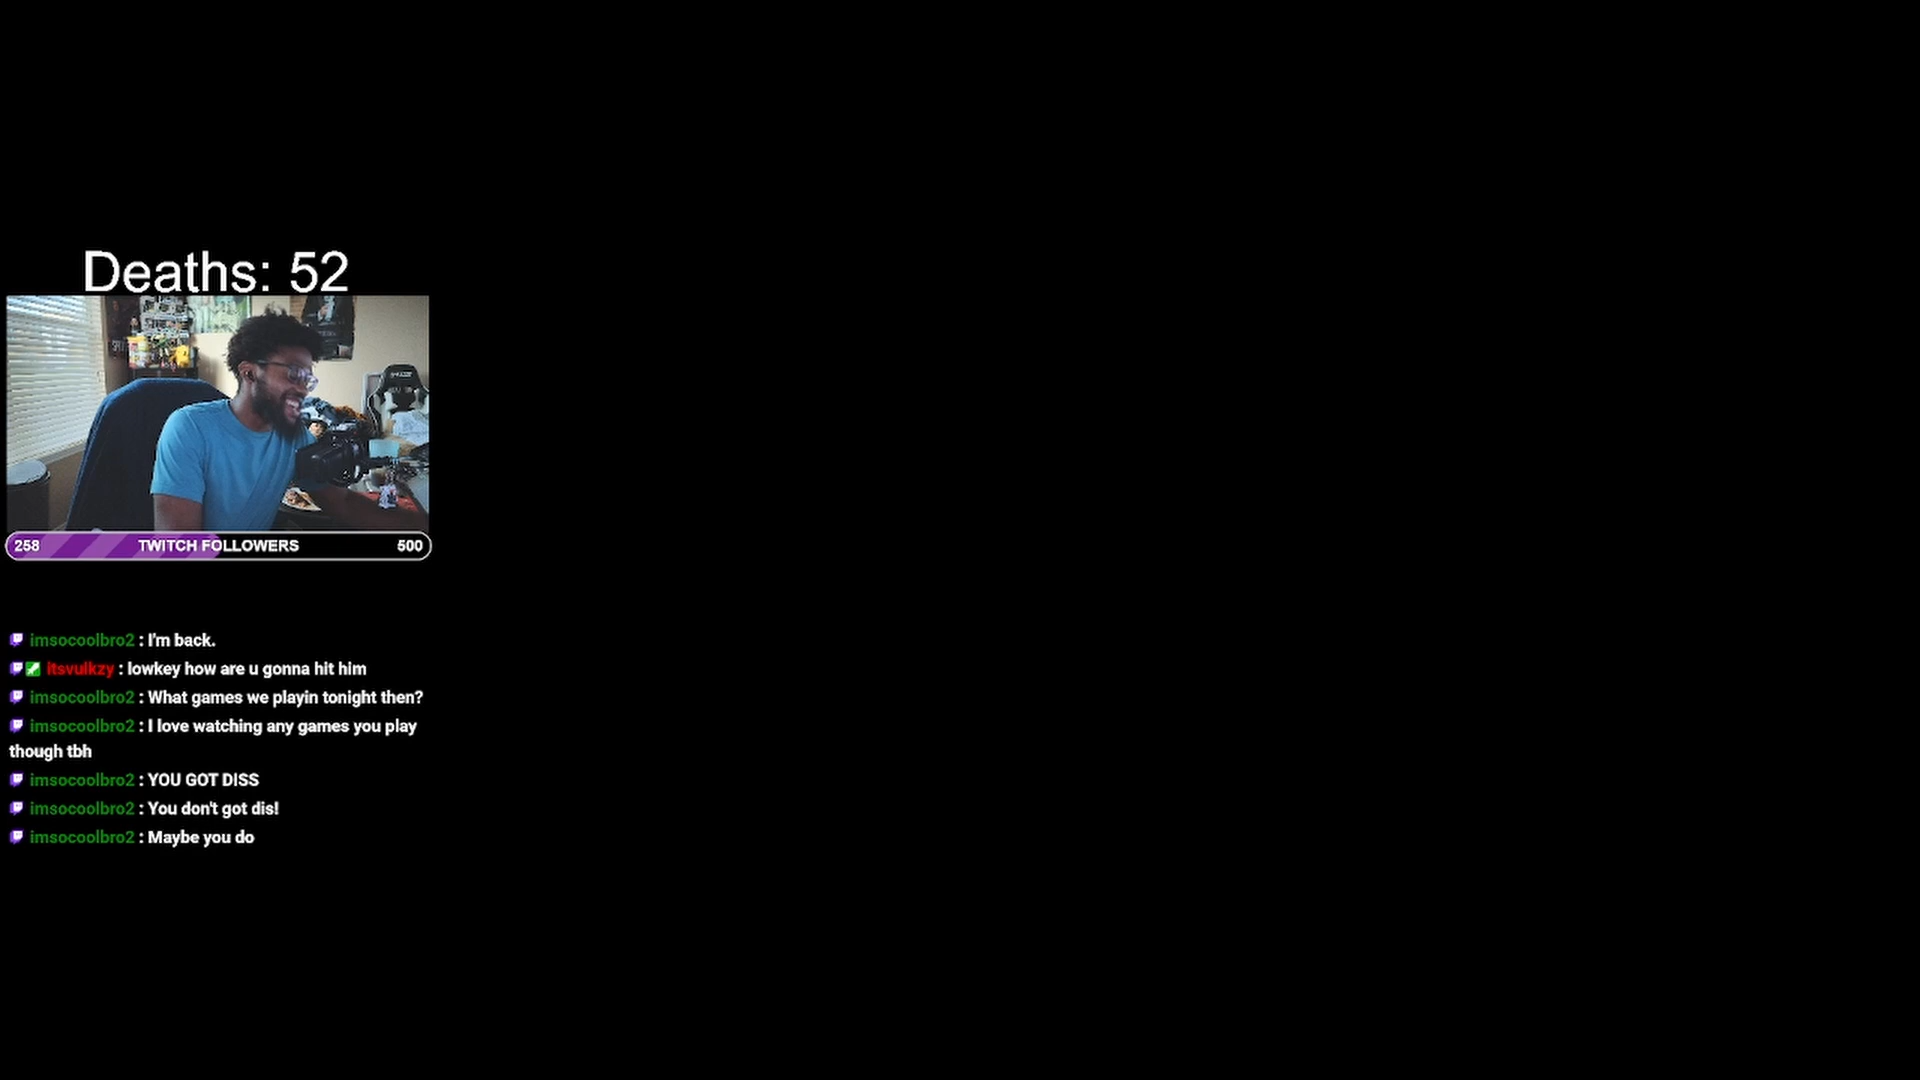 Deaths: 52
258 TWITCH FOLLOWERS 500
imsocoolbro2 : I'm back.
itsvulkzy : lowkey how are u gonna hit him
imsocoolbro2 : What games we playin tonight then?
imsocoolbro2 : I love watching any games you play
though tbh
imsocoolbro2 : YOU GOT DISS
imsocoolbro2 : You don't got dis!
imsocoolbro2 : Maybe you do